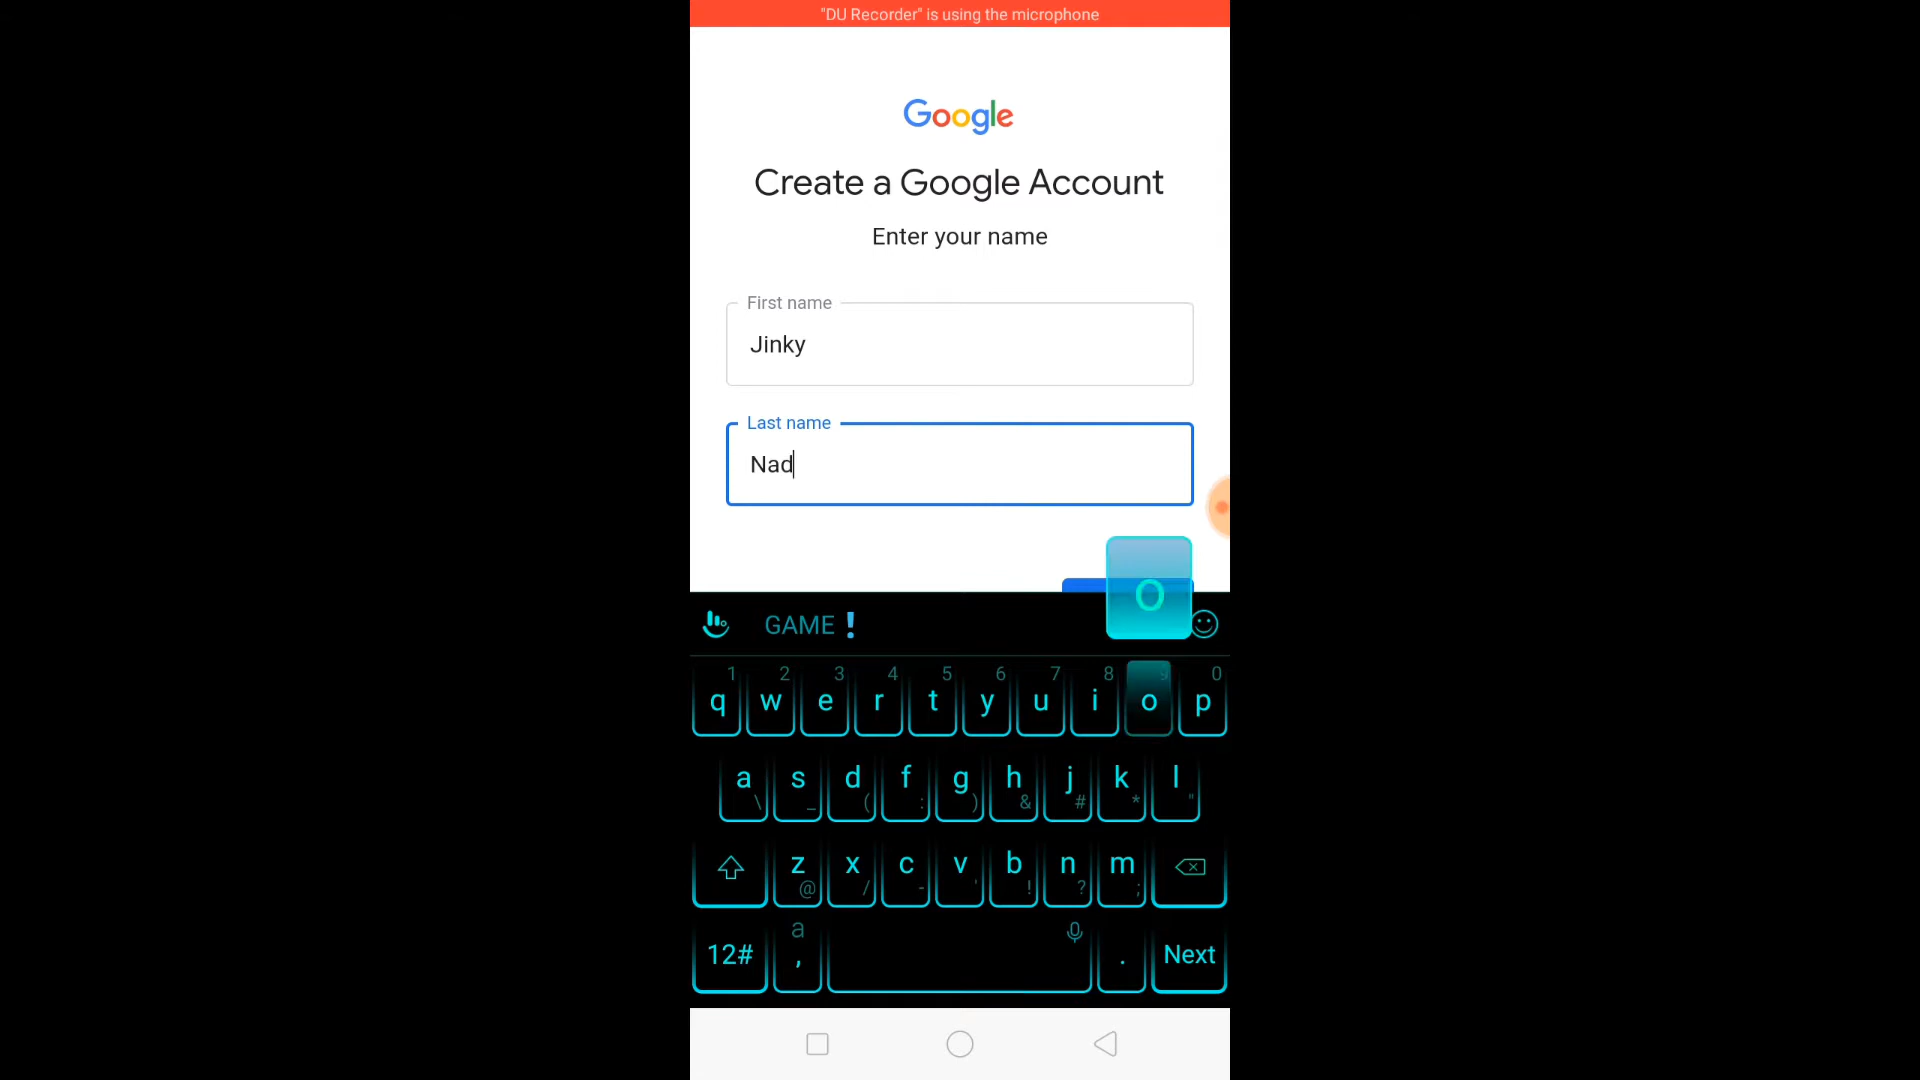 "DU Recorder" is using the microphone
Google
Create a Google Account
Enter your name
First name
Jinky
Last name
Nad
O
GAME !
1 2 3 4 5 6 7 8 9 0
q w e r t y u i o p
a s d f g h j k l
\ _ ( : ) & # * "
z x c v b n m
@ / - ' ! ? ;
a
12# , . Next